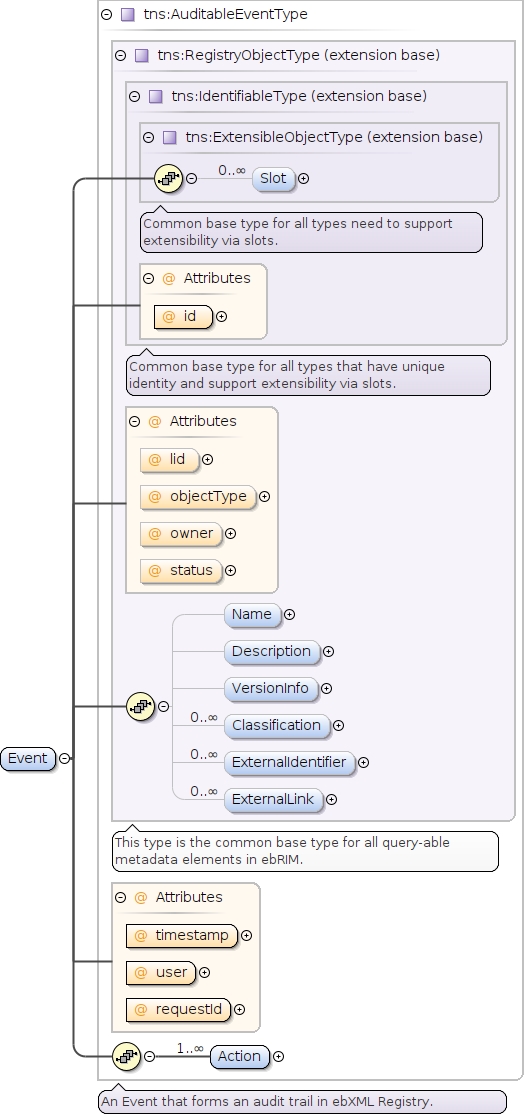 tns:AuditableEventType
tns:RegistryObjectType (extension base)
tns:IdentifiableType (extension base)
tns:ExtensibleObjectType (extension base)
0..∞
Slot
Common base type for all types need to support
extensibility via slots.
@ Attributes
@ id
Common base type for all types that have unique
identity and support extensibility via slots.
@ Attributes
@ lid
@ objectType
@ owner
@ status
Name
Description
VersionInfo
0..∞ Classification
0..∞ ExternalIdentifier
0..∞ ExternalLink
Event
This type is the common base type for all query-able
metadata elements in ebRIM.
@ Attributes
@ timestamp
@ user
@ requestId
1..∞ Action
An Event that forms an audit trail in ebXML Registry.